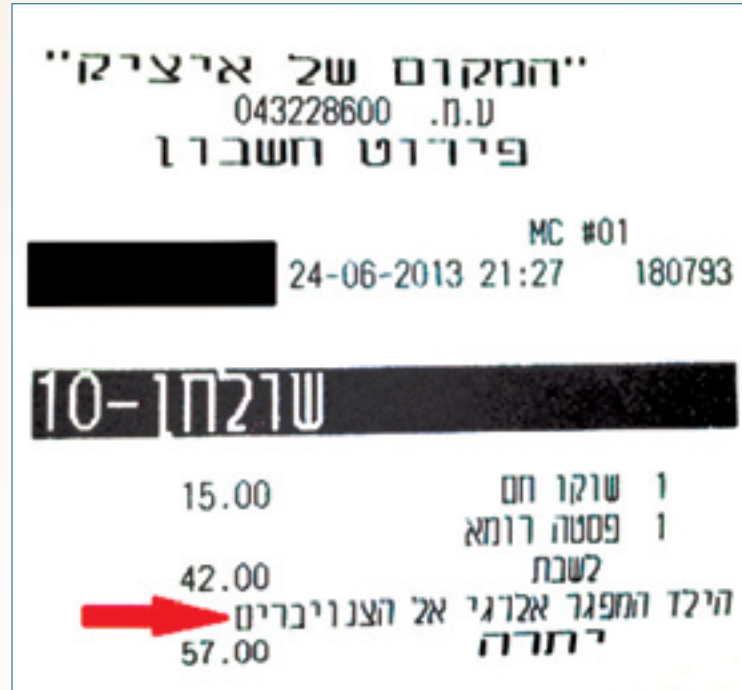 "המקום של איציק"
ע.מ. 043228600
פירוט חשבון
MC #01
24-06-2013 21:27 180793
שולחן-10
1 שוקו חם 15.00
1 פסטה רומא
לשבת 42.00
הילד המפגר אלרגי אל הצנויברים
יתרה 57.00